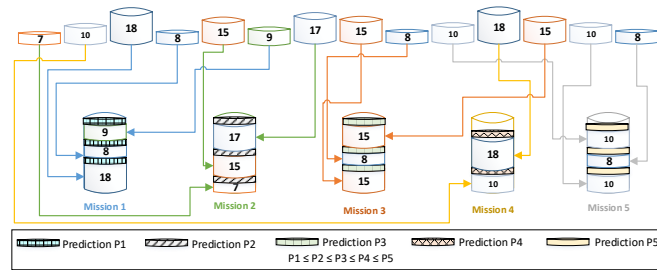 7 10 18 8 15 9 17 15 8 10 18 15 10 8
9 17 15 18 10
8 15 8 10 8
18 7 15 10
Mission 1 Mission 2 Mission 3 Mission 4 Mission 5
Prediction P1 Prediction P2 Prediction P3 Prediction P4 Prediction P5
P1 ≤ P2 ≤ P3 ≤ P4 ≤ P5